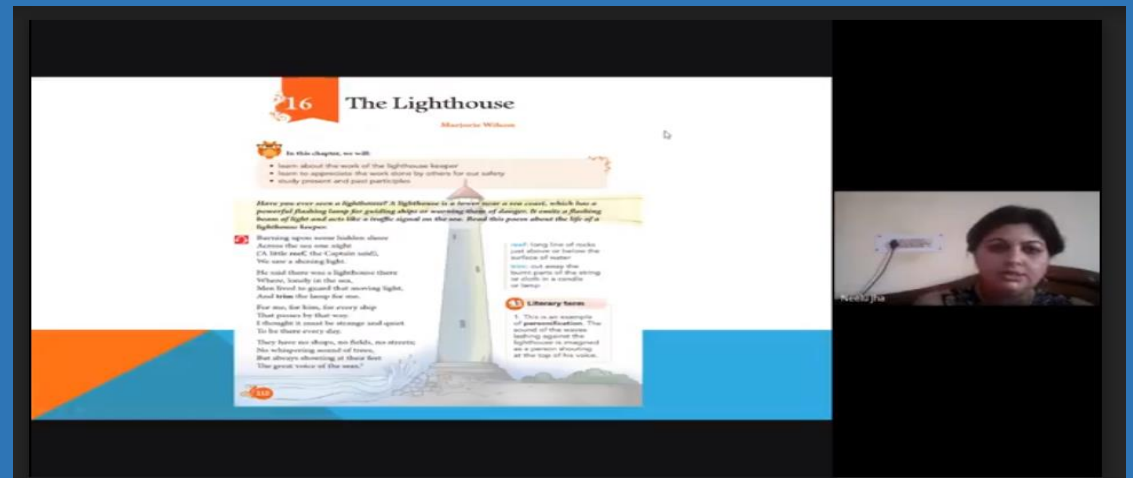 16
The Lighthouse
Marjorie Wilson
In this chapter, we will:
• learn about the work of the lighthouse keeper
• learn to appreciate the work done by others for our safety
• study present and past participles
Have you ever seen a lighthouse? A lighthouse is a tower near a sea coast, which has a
powerful flashing lamp for guiding ships or warning them of danger. It emits a flashing
beam of light and acts like a traffic signal on the sea. Read this poem about the life of a
lighthouse keeper.
Burning upon some hidden shore
Across the sea one night
(A little reef, the Captain said),
We saw a shining light.
He said there was a lighthouse there
Where, lonely in the sea,
Men lived to guard that moving light,
And trim the lamp for me.
For me, for him, for every ship
That passes by that way.
I thought it must be strange and quiet
To be there every day.
They have no shops, no fields, no streets;
No whispering sound of trees,
But always shouting at their feet
The great voice of the seas.¹
reef: long line of rocks
just above or below the
surface of water
trim: cut away the
burnt parts of the string
or cloth in a candle
or lamp
Literary term
1. This is an example
of personification. The
sound of the waves
lashing against the
lighthouse is imagined
as a person shouting
at the top of his voice.
Neelu Jha